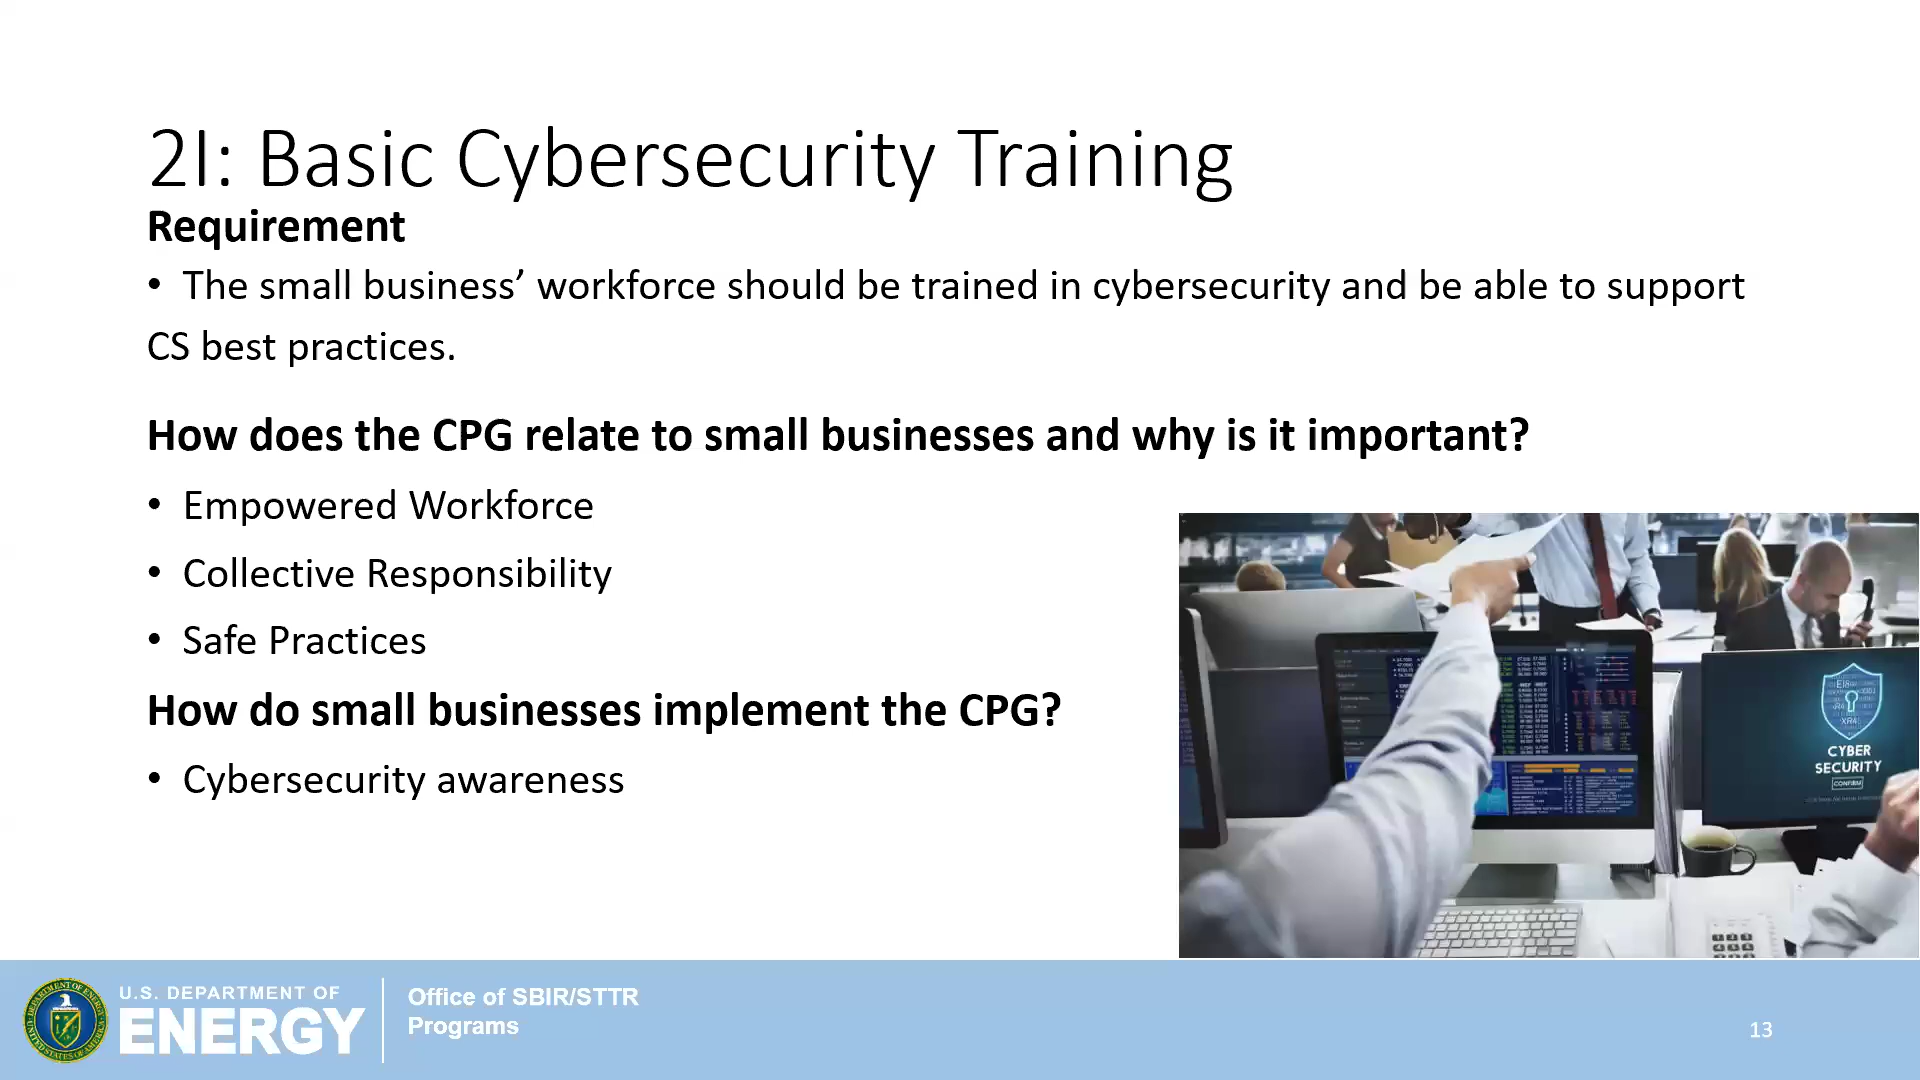 2I: Basic Cybersecurity Training
Requirement
• The small business’ workforce should be trained in cybersecurity and be able to support
CS best practices.
How does the CPG relate to small businesses and why is it important?
• Empowered Workforce
• Collective Responsibility
• Safe Practices
How do small businesses implement the CPG?
• Cybersecurity awareness
CYBER
SECURITY
CONFIRM
U.S. DEPARTMENT OF
ENERGY
Office of SBIR/STTR
Programs
13